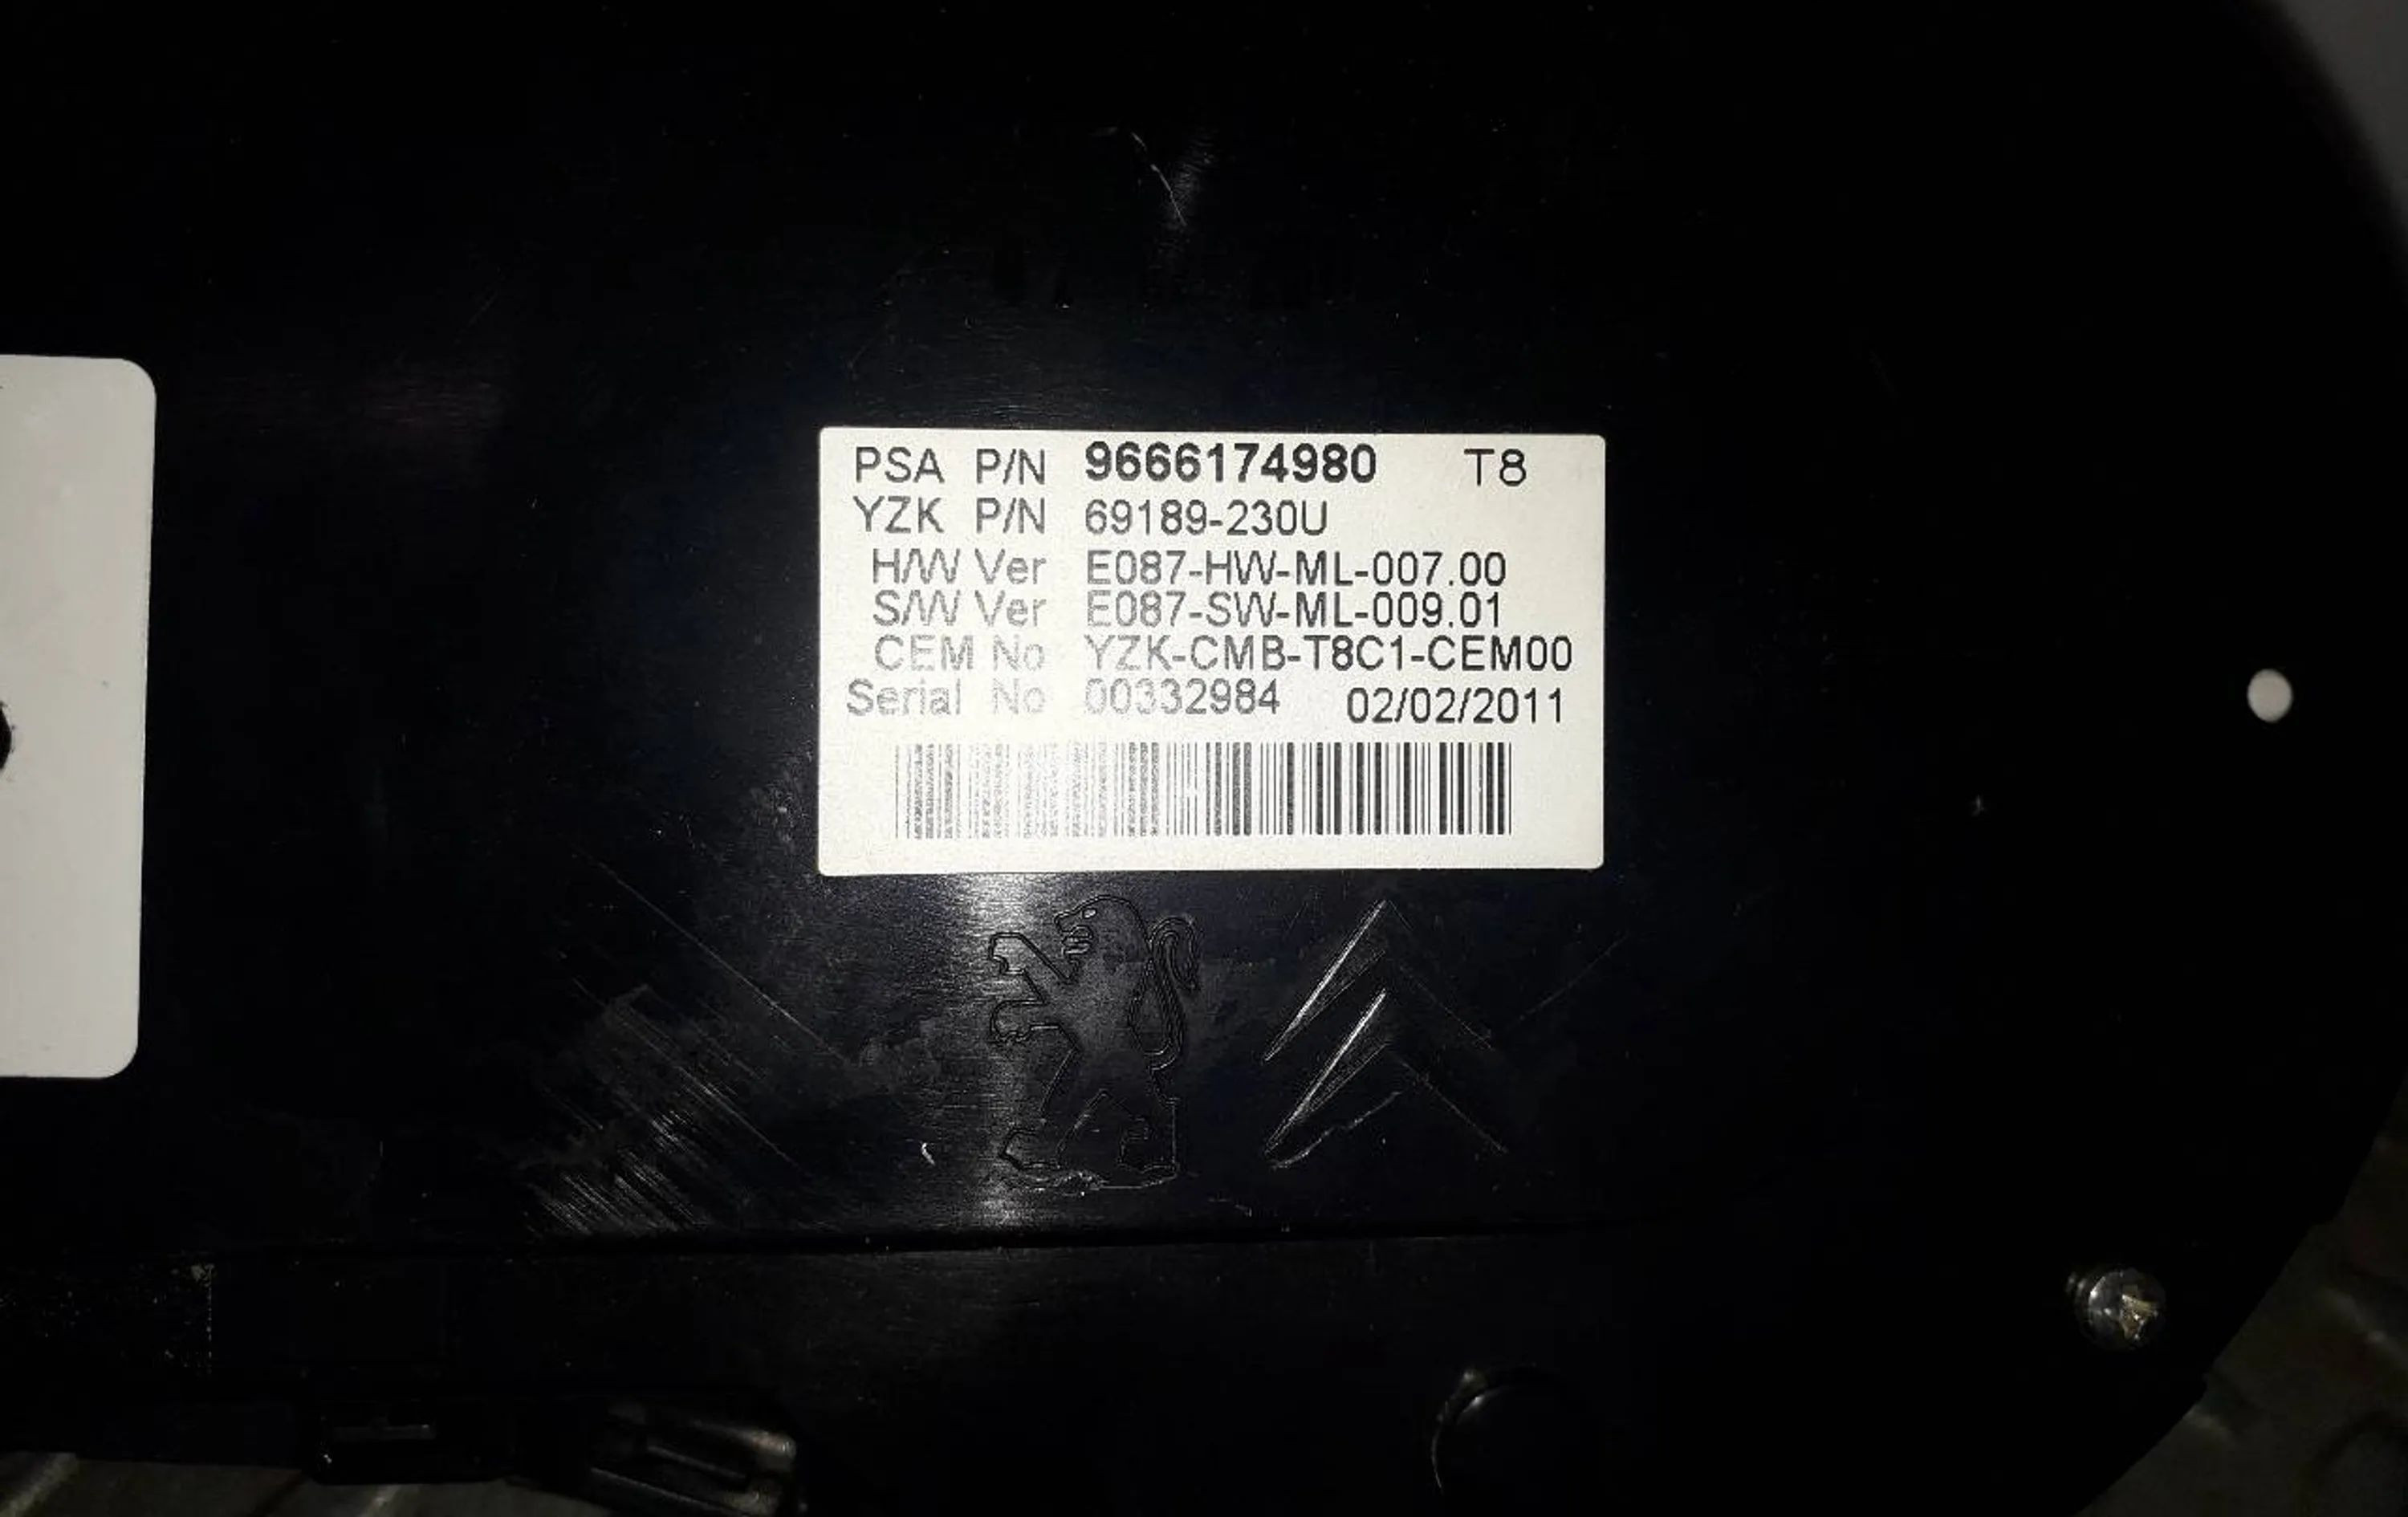 PSA P/N 9666174980 T8
YZK P/N 69189-230U
H/W Ver E087-HW-ML-007.00
S/W Ver E087-SW-ML-009.01
CEM No YZK-CMB-T8C1-CEM00
Serial No 00332984 02/02/2011